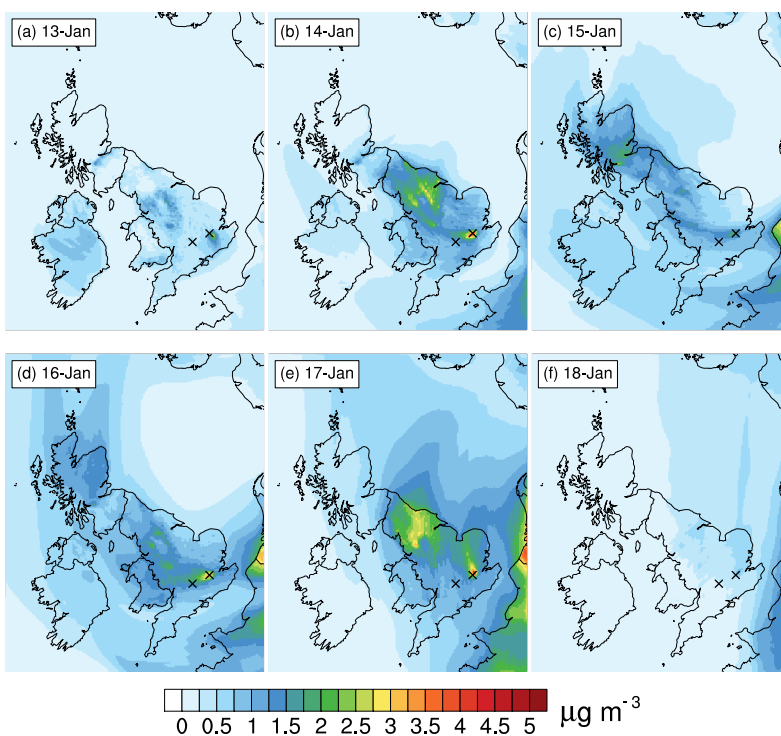 (a) 13-Jan
(b) 14-Jan
(c) 15-Jan
(d) 16-Jan
(e) 17-Jan
(f) 18-Jan
0 0.5 1 1.5 2 2.5 3 3.5 4 4.5 5
µg m⁻³